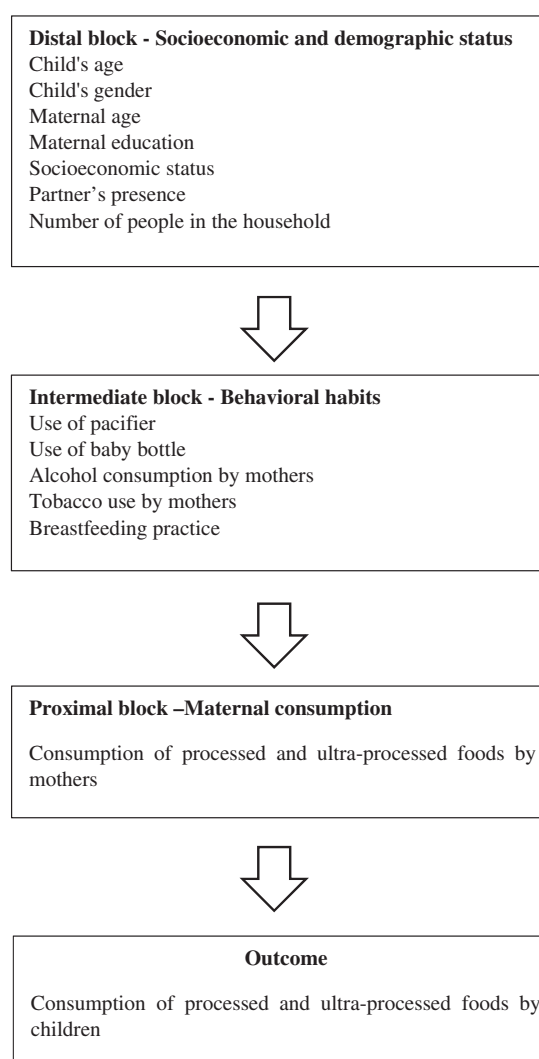 Distal block - Socioeconomic and demographic status
Child's age
Child's gender
Maternal age
Maternal education
Socioeconomic status
Partner’s presence
Number of people in the household
Intermediate block - Behavioral habits
Use of pacifier
Use of baby bottle
Alcohol consumption by mothers
Tobacco use by mothers
Breastfeeding practice
Proximal block –Maternal consumption
Consumption of processed and ultra-processed foods by
mothers
Outcome
Consumption of processed and ultra-processed foods by
children